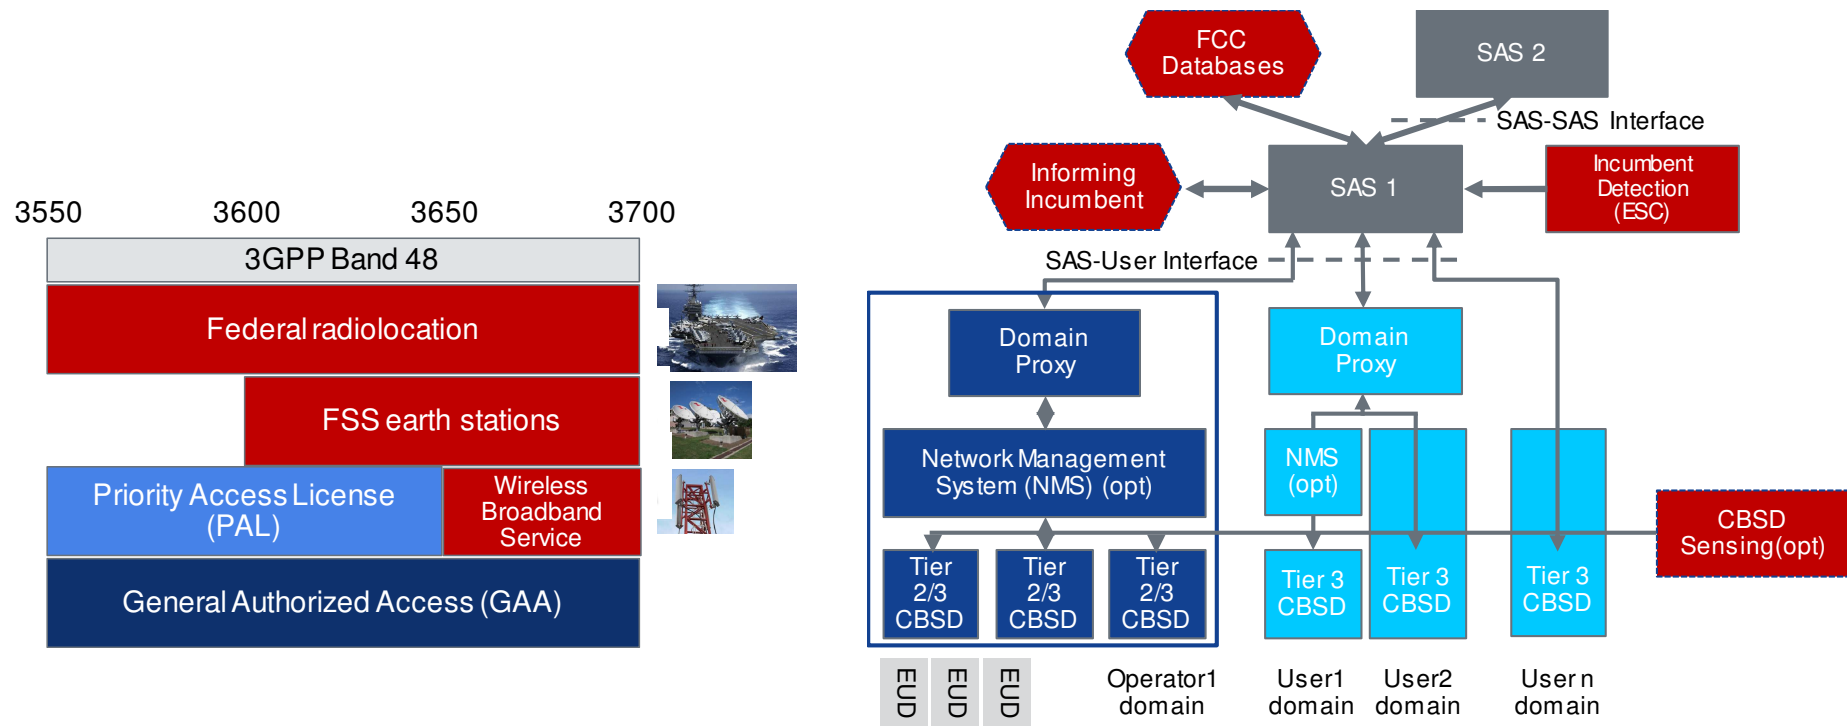 3550
3600
3650
3700
3GPP Band 48
Federal radiolocation
FSS earth stations
Priority Access License
(PAL)
Wireless
Broadband
Service
General Authorized Access (GAA)
FCC
Databases
SAS 2
SAS-SAS Interface
Informing
Incumbent
SAS 1
Incumbent
Detection
(ESC)
SAS-User Interface
Domain
Proxy
Domain
Proxy
Network Management
System (NMS) (opt)
NMS
(opt)
CBSD
Sensing(opt)
Tier
2/3
CBSD
Tier
2/3
CBSD
Tier
2/3
CBSD
Tier 3
CBSD
Tier 3
CBSD
Tier 3
CBSD
EUD
EUD
EUD
Operator1
domain
User1
domain
User2
domain
User n
domain